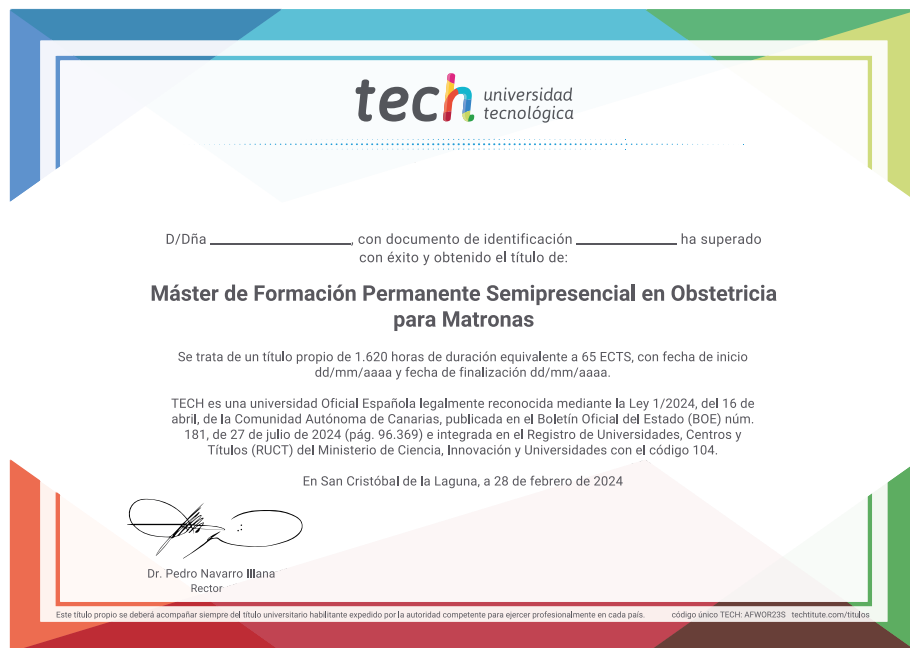 tech universidad
tecnológica
D/Dña ____________________, con documento de identificación ______________ ha superado
con éxito y obtenido el título de:
Máster de Formación Permanente Semipresencial en Obstetricia
para Matronas
Se trata de un título propio de 1.620 horas de duración equivalente a 65 ECTS, con fecha de inicio
dd/mm/aaaa y fecha de finalización dd/mm/aaaa.
TECH es una universidad Oficial Española legalmente reconocida mediante la Ley 1/2024, del 16 de
abril, de la Comunidad Autónoma de Canarias, publicada en el Boletín Oficial del Estado (BOE) núm.
181, de 27 de julio de 2024 (pág. 96.369) e integrada en el Registro de Universidades, Centros y
Títulos (RUCT) del Ministerio de Ciencia, Innovación y Universidades con el código 104.
En San Cristóbal de la Laguna, a 28 de febrero de 2024
Dr. Pedro Navarro Illana
Rector
Este título propio se deberá acompañar siempre del título universitario habilitante expedido por la autoridad competente para ejercer profesionalmente en cada país. código único TECH: AFWOR23S techtitute.com/titulos